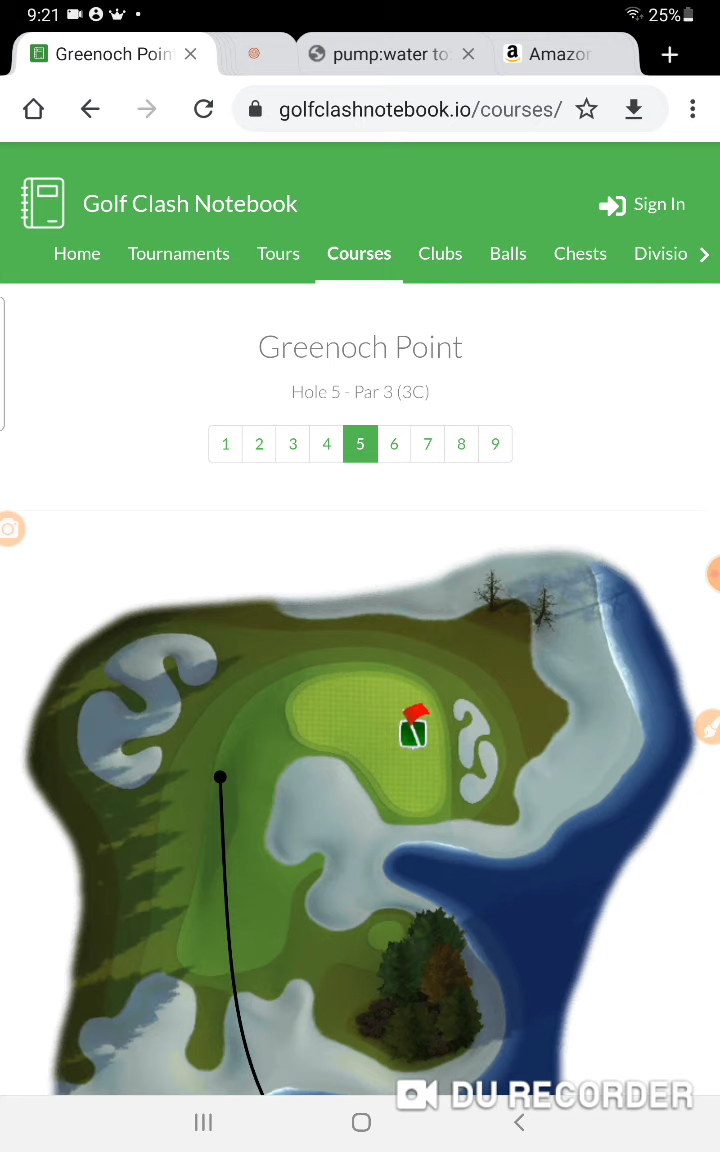 9:21 25%
Greenoch Poin pump:water to Amazor
golfclashnotebook.io/courses/
Golf Clash Notebook Sign In
Home Tournaments Tours Courses Clubs Balls Chests Divisio
Greenoch Point
Hole 5 - Par 3 (3C)
1 2 3 4 5 6 7 8 9
DU RECORDER